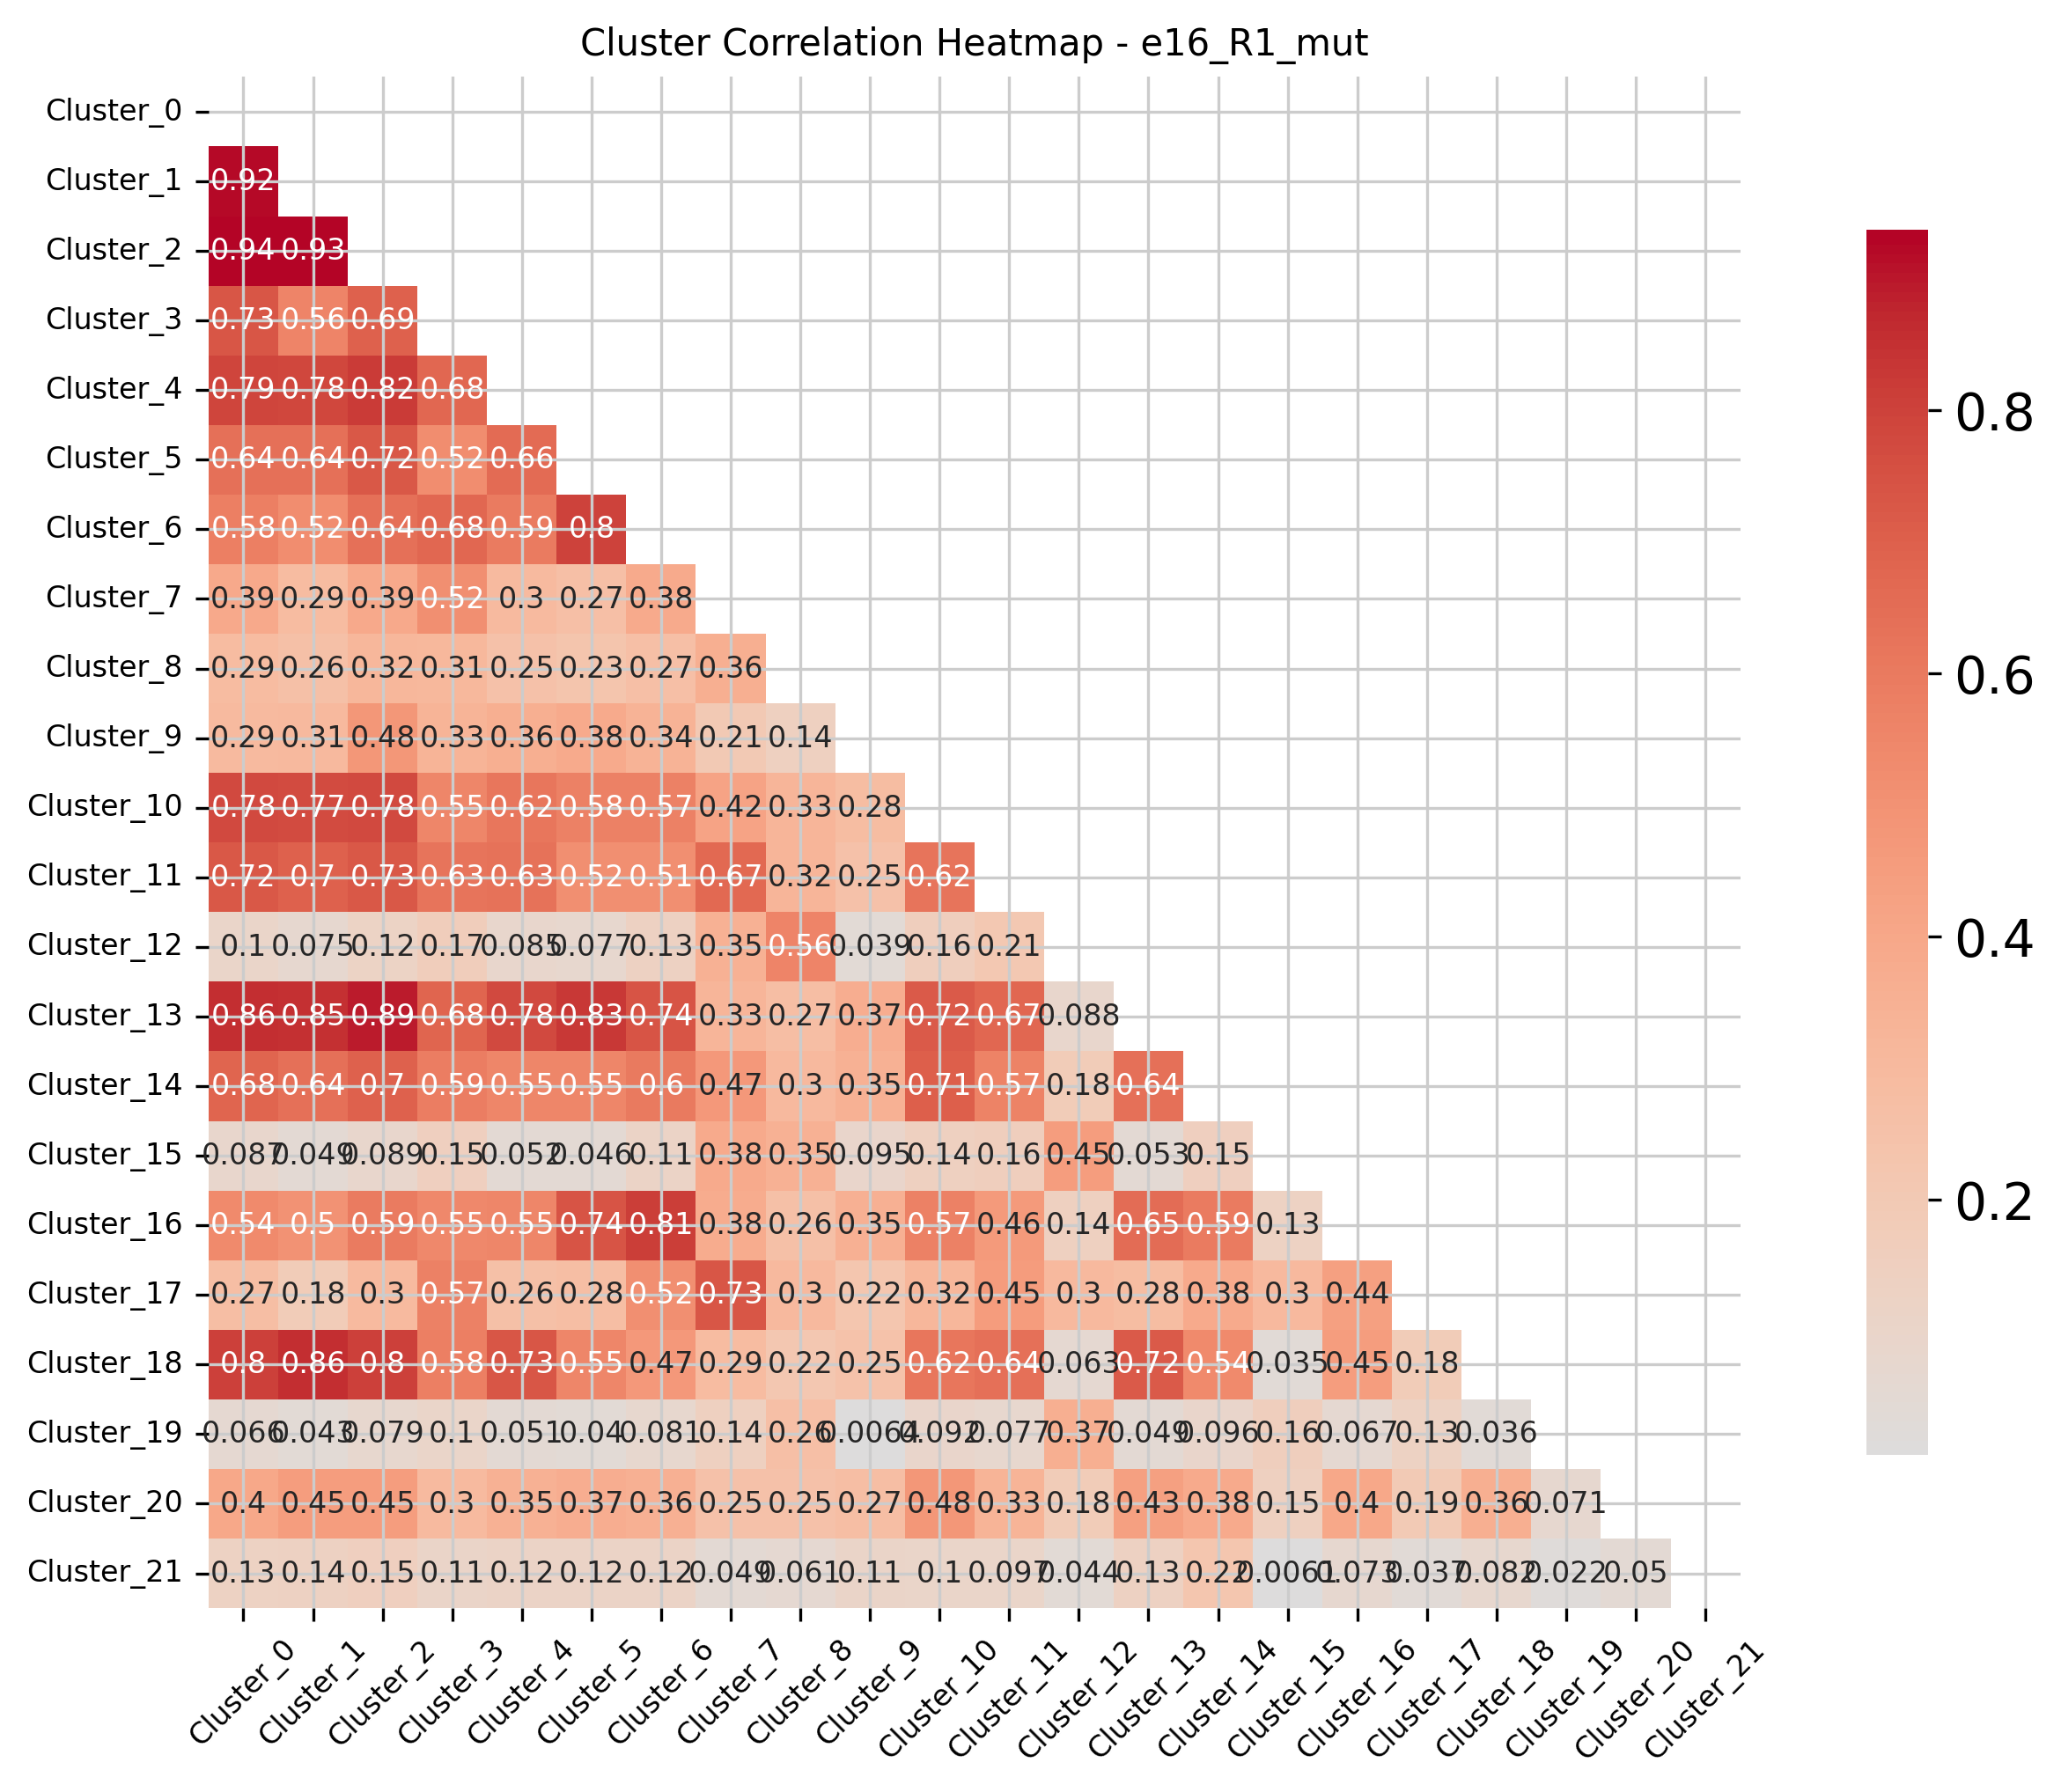 Cluster Correlation Heatmap - e16_R1_mut
Cluster_0
Cluster_1 0.92
Cluster_2 0.94 0.93
Cluster_3 0.73 0.56 0.69
Cluster_4 0.79 0.78 0.82 0.68
Cluster_5 0.64 0.64 0.72 0.52 0.66
Cluster_6 0.58 0.52 0.64 0.68 0.59 0.8
Cluster_7 0.39 0.29 0.39 0.52 0.3 0.27 0.38
Cluster_8 0.29 0.26 0.32 0.31 0.25 0.23 0.27 0.36
Cluster_9 0.29 0.31 0.48 0.33 0.36 0.38 0.34 0.21 0.14
Cluster_10 0.78 0.77 0.78 0.55 0.62 0.58 0.57 0.42 0.33 0.28
Cluster_11 0.72 0.7 0.73 0.63 0.63 0.52 0.51 0.67 0.32 0.25 0.62
Cluster_12 0.1 0.075 0.12 0.17 0.085 0.077 0.13 0.35 0.56 0.039 0.16 0.21
Cluster_13 0.86 0.85 0.89 0.68 0.78 0.83 0.74 0.33 0.27 0.37 0.72 0.67 0.088
Cluster_14 0.68 0.64 0.7 0.59 0.55 0.55 0.6 0.47 0.3 0.35 0.71 0.57 0.18 0.64
Cluster_15 0.087 0.049 0.089 0.15 0.052 0.046 0.11 0.38 0.35 0.095 0.14 0.16 0.45 0.053 0.15
Cluster_16 0.54 0.5 0.59 0.55 0.55 0.74 0.81 0.38 0.26 0.35 0.57 0.46 0.14 0.65 0.59 0.13
Cluster_17 0.27 0.18 0.3 0.57 0.26 0.28 0.52 0.73 0.3 0.22 0.32 0.45 0.3 0.28 0.38 0.3 0.44
Cluster_18 0.8 0.86 0.8 0.58 0.73 0.55 0.47 0.29 0.22 0.25 0.62 0.64 0.063 0.72 0.54 0.035 0.45 0.18
Cluster_19 0.066 0.043 0.079 0.1 0.051 0.04 0.081 0.14 0.26 0.0064 0.092 0.077 0.37 0.049 0.096 0.16 0.067 0.13 0.036
Cluster_20 0.4 0.45 0.45 0.3 0.35 0.37 0.36 0.25 0.25 0.27 0.48 0.33 0.18 0.43 0.38 0.15 0.4 0.19 0.36 0.071
Cluster_21 0.13 0.14 0.15 0.11 0.12 0.12 0.12 0.049 0.061 0.11 0.1 0.097 0.044 0.13 0.22 0.0061 0.073 0.037 0.082 0.022 0.05
Cluster_0 Cluster_1 Cluster_2 Cluster_3 Cluster_4 Cluster_5 Cluster_6 Cluster_7 Cluster_8 Cluster_9 Cluster_10 Cluster_11 Cluster_12 Cluster_13 Cluster_14 Cluster_15 Cluster_16 Cluster_17 Cluster_18 Cluster_19 Cluster_20 Cluster_21
0.8
0.6
0.4
0.2